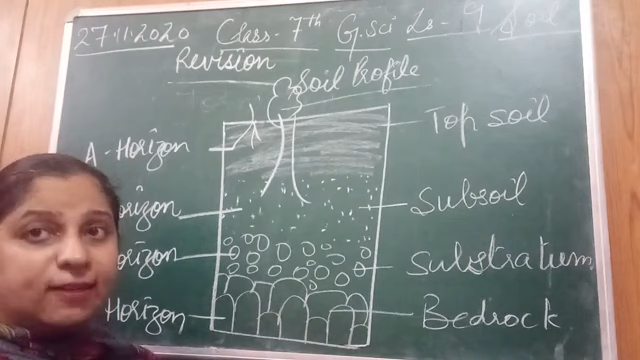 27.11.2020 Class- 7th G.Sci Ls- 9 Soil
Revision
Soil Profile
A - Horizon Top soil
orizon Subsoil
orizon Substratum
Horizon Bedrock